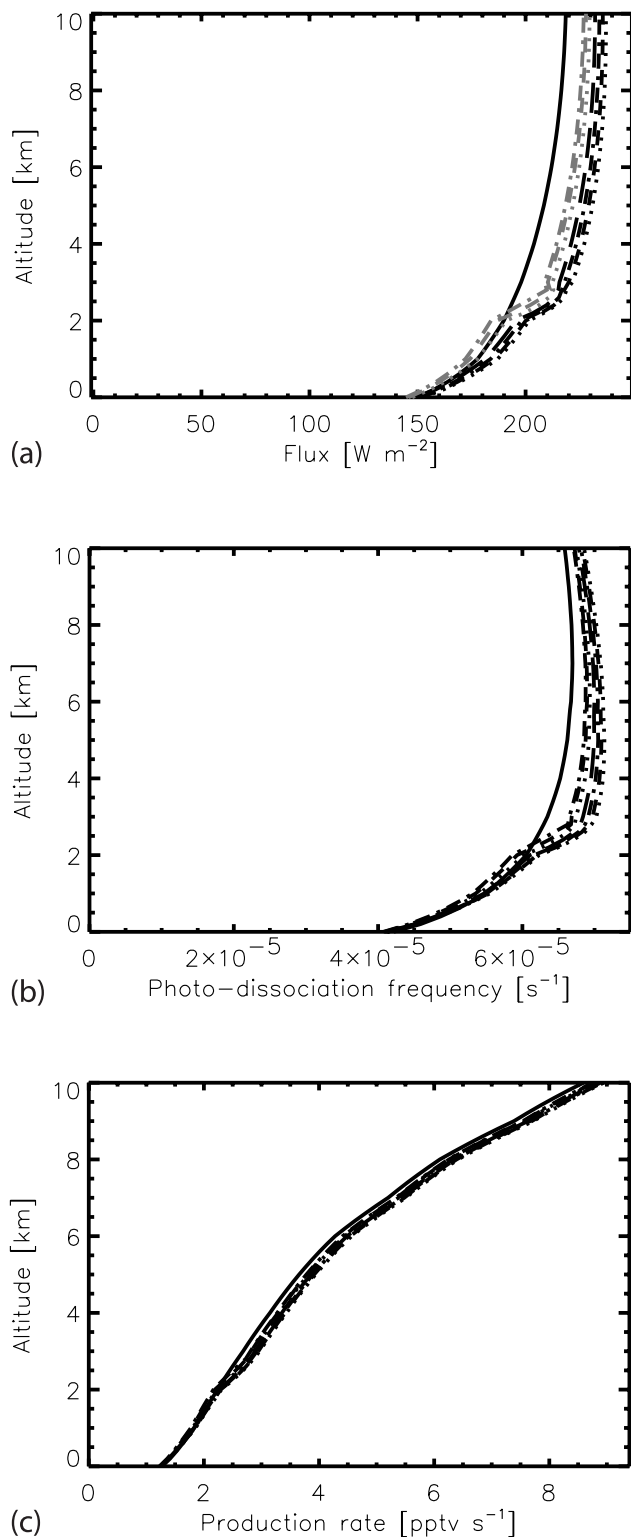 10
8
6
4
2
0
Altitude [km]
0 50 100 150 200
Flux [W m⁻²]
(a)
10
8
6
4
2
0
Altitude [km]
0 2×10⁻⁵ 4×10⁻⁵ 6×10⁻⁵
Photo−dissociation frequency [s⁻¹]
(b)
10
8
6
4
2
0
Altitude [km]
0 2 4 6 8
Production rate [pptv s⁻¹]
(c)